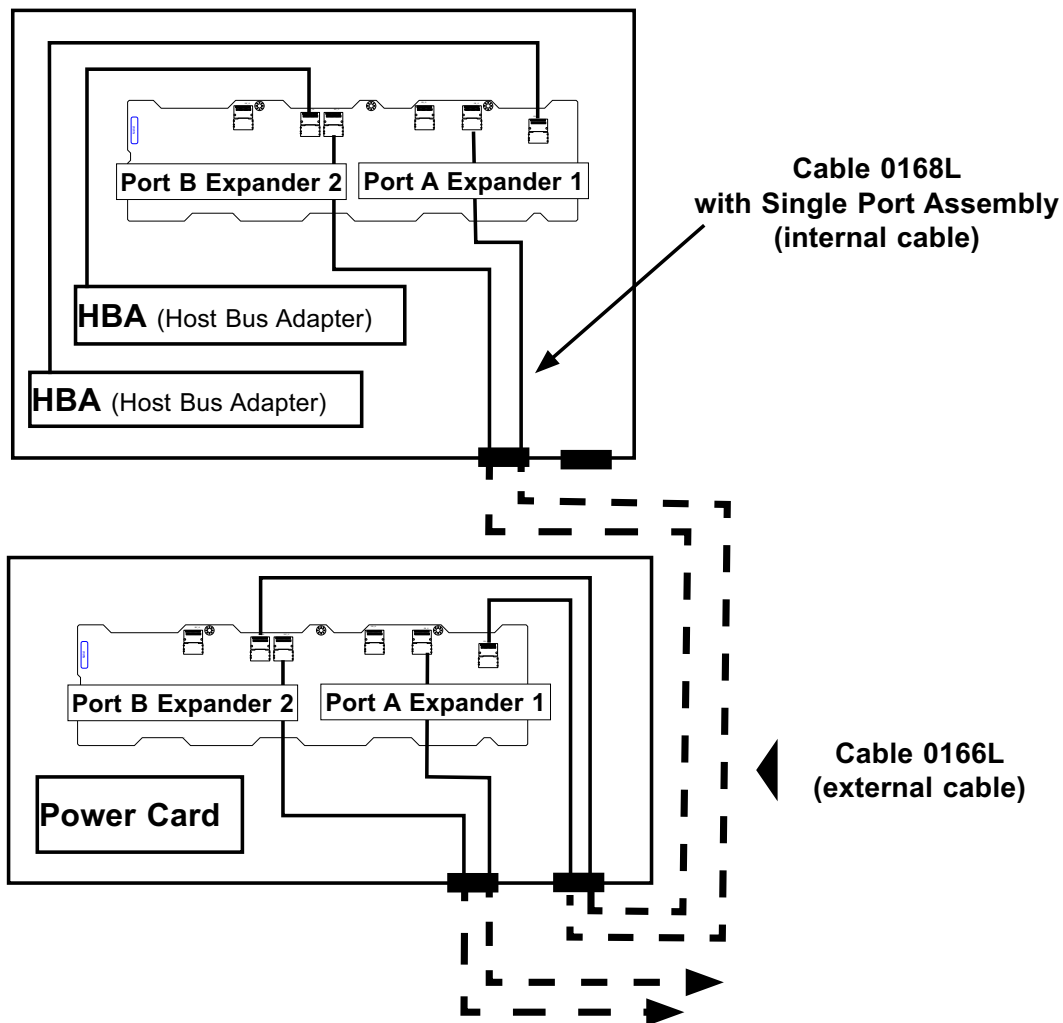 Port B Expander 2
Port A Expander 1
Cable 0168L
with Single Port Assembly
(internal cable)
HBA (Host Bus Adapter)
HBA (Host Bus Adapter)
Port B Expander 2
Port A Expander 1
Cable 0166L
(external cable)
Power Card